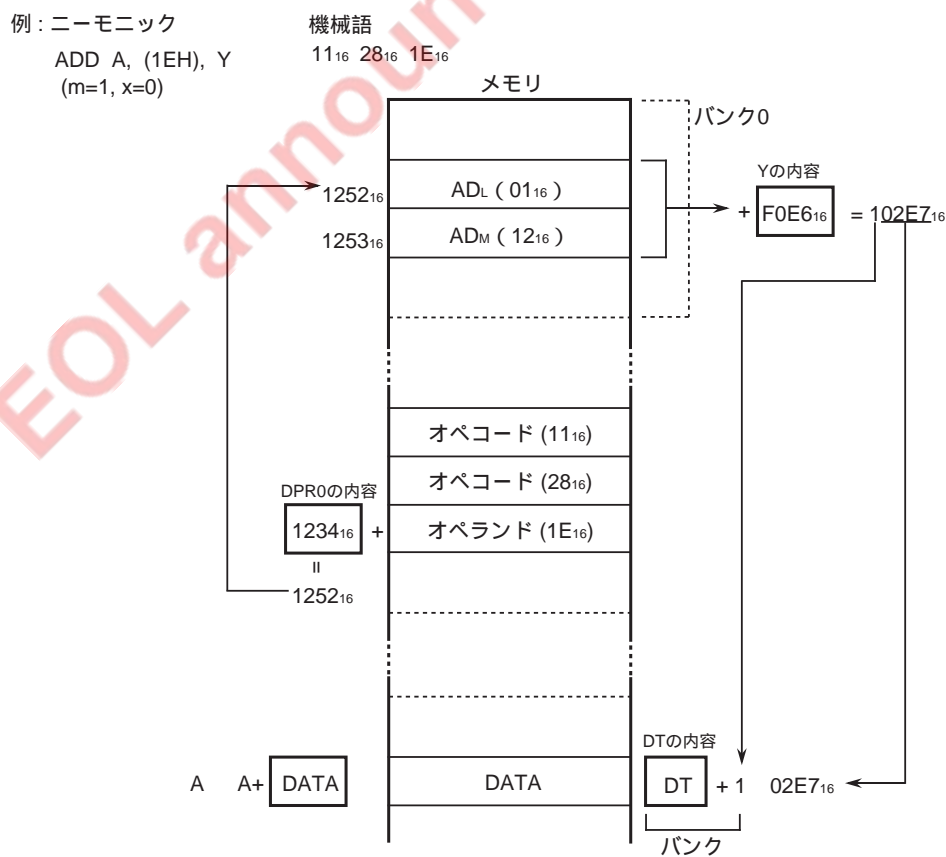 例 : ニーモニック
ADD A, (1EH), Y
(m=1, x=0)
機械語
11₁₆ 28₁₆ 1E₁₆
メモリ
バンク0
1252₁₆
ADL ( 01₁₆ )
1253₁₆
ADM ( 12₁₆ )
Yの内容
+ F0E6₁₆ = 102E7₁₆
オペコード (11₁₆)
オペコード (28₁₆)
DPR0の内容
1234₁₆ + オペランド (1E₁₆)
=
1252₁₆
DTの内容
A A+ DATA
DATA
DT + 1 02E7₁₆
バンク
EOL announ